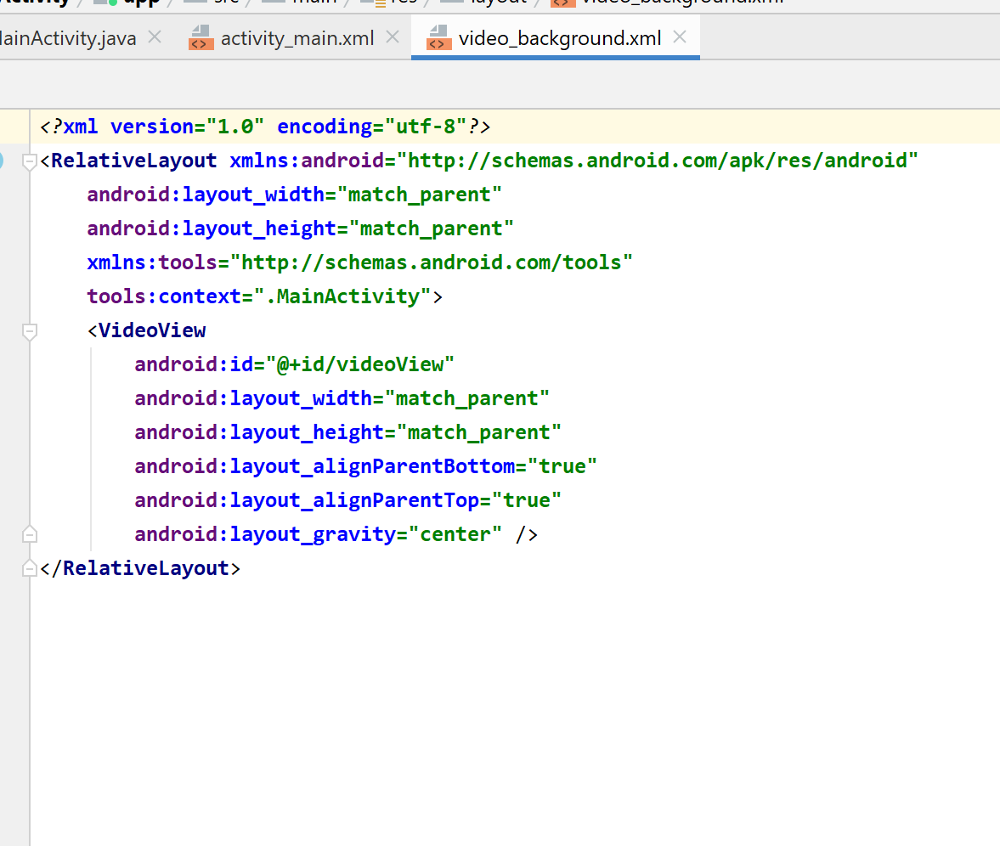 app src main res layout video_background.xml
MainActivity.java activity_main.xml video_background.xml
<?xml version="1.0" encoding="utf-8"?>
<RelativeLayout xmlns:android="http://schemas.android.com/apk/res/android"
android:layout_width="match_parent"
android:layout_height="match_parent"
xmlns:tools="http://schemas.android.com/tools"
tools:context=".MainActivity">
<VideoView
android:id="@+id/videoView"
android:layout_width="match_parent"
android:layout_height="match_parent"
android:layout_alignParentBottom="true"
android:layout_alignParentTop="true"
android:layout_gravity="center" />
</RelativeLayout>